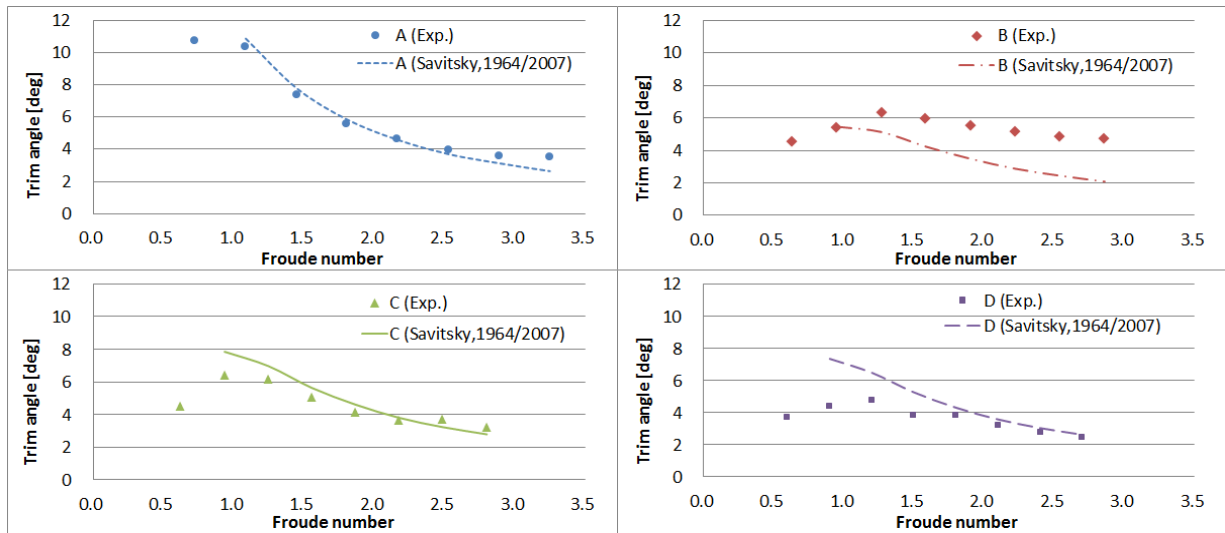 12
10
8
6
4
2
0
Trim angle [deg]
A (Exp.)
A (Savitsky,1964/2007)
0.0 0.5 1.0 1.5 2.0 2.5 3.0 3.5
Froude number
12
10
8
6
4
2
0
Trim angle [deg]
B (Exp.)
B (Savitsky,1964/2007)
0.0 0.5 1.0 1.5 2.0 2.5 3.0 3.5
Froude number
12
10
8
6
4
2
0
Trim angle [deg]
C (Exp.)
C (Savitsky,1964/2007)
0.0 0.5 1.0 1.5 2.0 2.5 3.0 3.5
Froude number
12
10
8
6
4
2
0
Trim angle [deg]
D (Exp.)
D (Savitsky,1964/2007)
0.0 0.5 1.0 1.5 2.0 2.5 3.0 3.5
Froude number